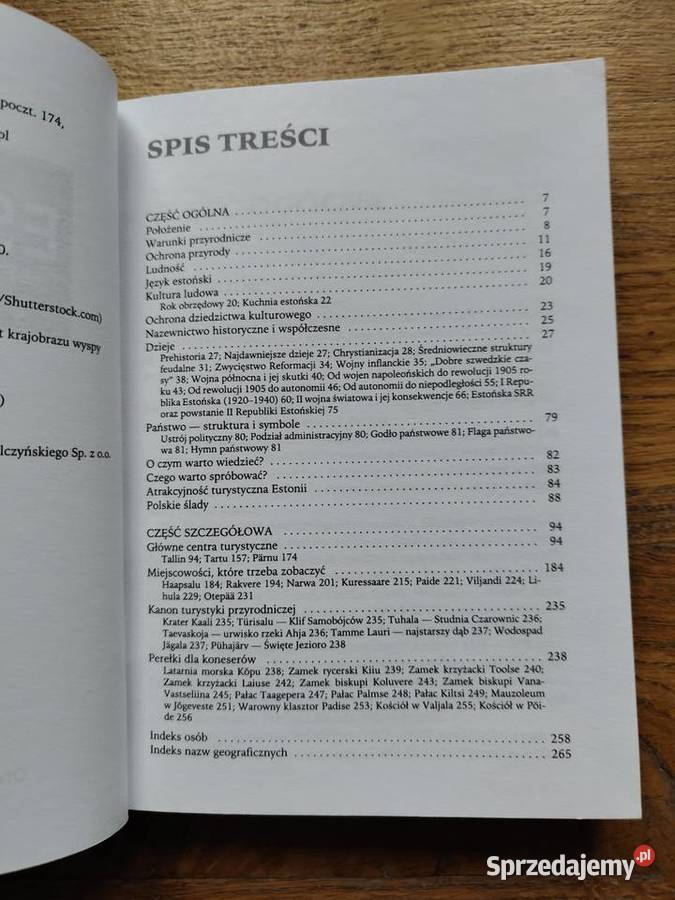 poczt. 174,
pl
0.
/Shutterstock.com)
t krajobrazu wyspy
)
lczyńskiego Sp. z o.o.
SPIS TREŚCI
CZĘŚĆ OGÓLNA 7
Położenie 7
Warunki przyrodnicze 8
Ochrona przyrody 11
Ludność 16
Język estoński 19
Kultura ludowa 20
Rok obrzędowy 20; Kuchnia estońska 22
Ochrona dziedzictwa kulturowego 23
Nazewnictwo historyczne i współczesne 25
Dzieje 27
Prehistoria 27; Najdawniejsze dzieje 27; Chrystianizacja 28; Średniowieczne struktury
feudalne 31; Zwycięstwo Reformacji 34; Wojny inflanckie 35; „Dobre szwedzkie cza-
sy" 38; Wojna północna i jej skutki 40; Od wojen napoleońskich do rewolucji 1905 ro-
ku 43; Od rewolucji 1905 do autonomii 46; Od autonomii do niepodległości 55; I Repu-
blika Estońska (1920–1940) 60; II wojna światowa i jej konsekwencje 66; Estońska SRR
oraz powstanie II Republiki Estońskiej 75
Państwo — struktura i symbole 79
Ustrój polityczny 80; Podział administracyjny 80; Godło państwowe 81; Flaga państwo-
wa 81; Hymn państwowy 81
O czym warto wiedzieć? 82
Czego warto spróbować? 83
Atrakcyjność turystyczna Estonii 84
Polskie ślady 88
CZĘŚĆ SZCZEGÓŁOWA 94
Główne centra turystyczne 94
Tallin 94; Tartu 157; Pärnu 174
Miejscowości, które trzeba zobaczyć 184
Haapsalu 184; Rakvere 194; Narwa 201; Kuressaare 215; Paide 221; Viljandi 224; Li-
hula 229; Otepää 231
Kanon turystyki przyrodniczej 235
Krater Kaali 235; Türisalu — Klif Samobójców 235; Tuhala — Studnia Czarownic 236;
Taevaskoja — urwisko rzeki Ahja 236; Tamme Lauri — najstarszy dąb 237; Wodospad
Jägala 237; Pühajärv — Święte Jezioro 238
Perełki dla koneserów 238
Latarnia morska Kõpu 238; Zamek rycerski Kiiu 239; Zamek krzyżacki Toolse 240;
Zamek krzyżacki Laiuse 242; Zamek biskupi Koluvere 243; Zamek biskupi Vana-
Vastseliina 245; Pałac Taagepera 247; Pałac Palmse 248; Pałac Kiltsi 249; Mauzoleum
w Jõgeveste 251; Warowny klasztor Padise 253; Kościół w Valjala 255; Kościół w Pöi-
de 256
Indeks osób 258
Indeks nazw geograficznych 265
Sprzedajemy.pl